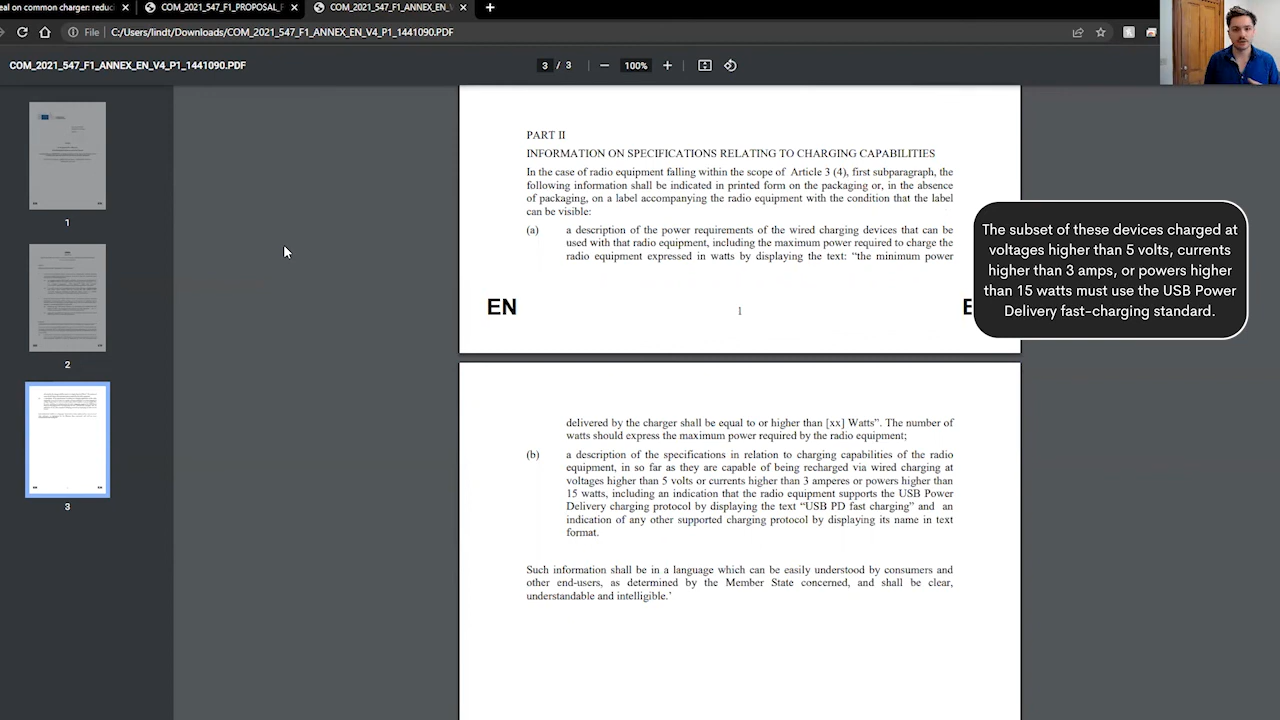 eal on common charger: reduc
COM_2021_547_F1_PROPOSAL_F
COM_2021_547_F1_ANNEX_EN_V
File
C:/Users/lindt/Downloads/COM_2021_547_F1_ANNEX_EN_V4_P1_1441090.PDF
COM_2021_547_F1_ANNEX_EN_V4_P1_1441090.PDF
3 / 3
100%
1
2
3
PART II
INFORMATION ON SPECIFICATIONS RELATING TO CHARGING CAPABILITIES
In the case of radio equipment falling within the scope of Article 3 (4), first subparagraph, the
following information shall be indicated in printed form on the packaging or, in the absence
of packaging, on a label accompanying the radio equipment with the condition that the label
can be visible:
(a) a description of the power requirements of the wired charging devices that can be
used with that radio equipment, including the maximum power required to charge the
radio equipment expressed in watts by displaying the text: “the minimum power
EN
1
E
delivered by the charger shall be equal to or higher than [xx] Watts”. The number of
watts should express the maximum power required by the radio equipment;
(b) a description of the specifications in relation to charging capabilities of the radio
equipment, in so far as they are capable of being recharged via wired charging at
voltages higher than 5 volts or currents higher than 3 amperes or powers higher than
15 watts, including an indication that the radio equipment supports the USB Power
Delivery charging protocol by displaying the text “USB PD fast charging” and an
indication of any other supported charging protocol by displaying its name in text
format.
Such information shall be in a language which can be easily understood by consumers and
other end-users, as determined by the Member State concerned, and shall be clear,
understandable and intelligible.’
The subset of these devices charged at
voltages higher than 5 volts, currents
higher than 3 amps, or powers higher
than 15 watts must use the USB Power
Delivery fast-charging standard.